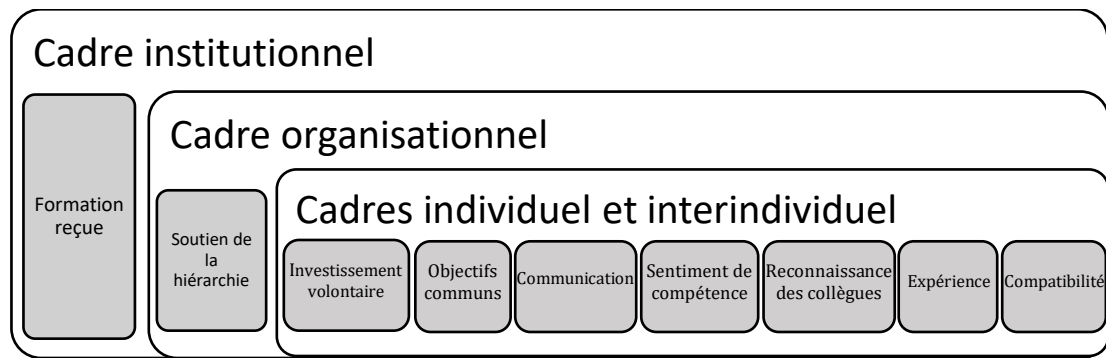 Cadre institutionnel
Formation
reçue
Cadre organisationnel
Soutien de
la
hiérarchie
Cadres individuel et interindividuel
Investissement
volontaire
Objectifs
communs
Communication
Sentiment de
compétence
Reconnaissance
des collègues
Expérience
Compatibilité